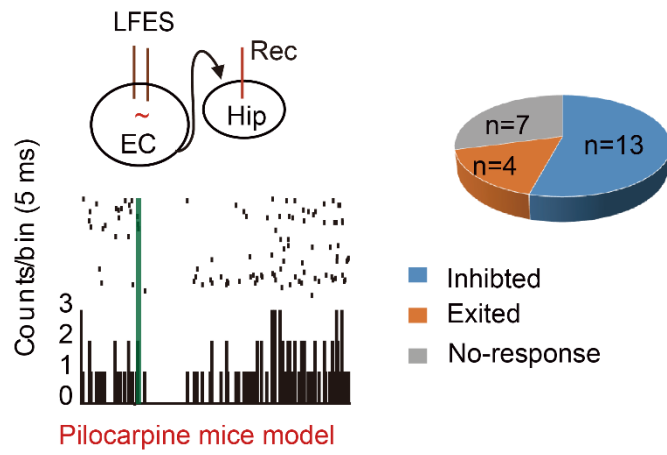 LFES
Rec
~
EC
Hip
Counts/bin (5 ms)
3
2
1
0
Pilocarpine mice model
n=7
n=13
n=4
Inhibted
Exited
No-response